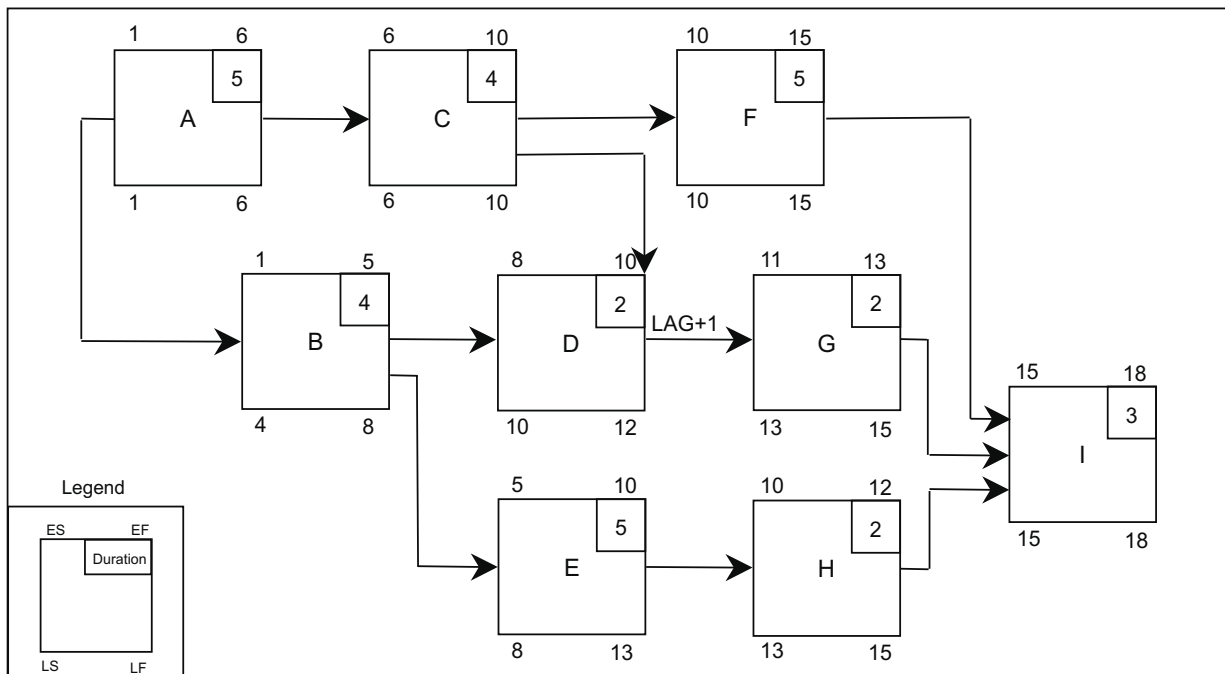 1 6 6 10 10 15
5 4 5
A C F
1 6 6 10 10 15
1 5 8 10 11 13
4 2 2
LAG+1
B D G
15 18
4 8 10 12 13 15
3
I
Legend
5 10 10 12
ES EF
5 2
Duration
15 18
E H
8 13 13 15
LS LF